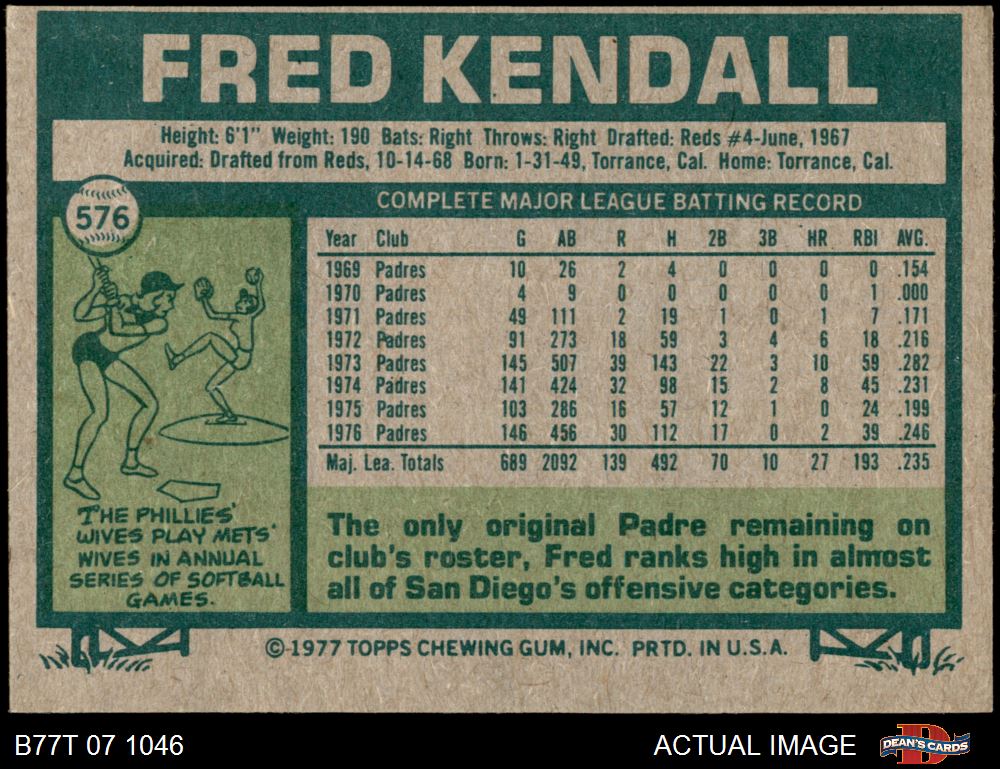 FRED KENDALL
Height: 6'1" Weight: 190 Bats: Right Throws: Right Drafted: Reds #4-June, 1967
Acquired: Drafted from Reds, 10-14-68 Born: 1-31-49, Torrance, Cal. Home: Torrance, Cal.
576
COMPLETE MAJOR LEAGUE BATTING RECORD
Year Club G AB R H 2B 3B HR RBI AVG.
1969 Padres 10 26 2 4 0 0 0 0 .154
1970 Padres 4 9 0 0 0 0 0 1 .000
1971 Padres 49 111 2 19 1 0 1 7 .171
1972 Padres 91 273 18 59 3 4 6 18 .216
1973 Padres 145 507 39 143 22 3 10 59 .282
1974 Padres 141 424 32 98 15 2 8 45 .231
1975 Padres 103 286 16 57 12 1 0 24 .199
1976 Padres 146 456 30 112 17 0 2 39 .246
Maj. Lea. Totals 689 2092 139 492 70 10 27 193 .235
THE PHILLIES'
WIVES PLAY METS'
WIVES IN ANNUAL
SERIES OF SOFTBALL
GAMES.
The only original Padre remaining on
club's roster, Fred ranks high in almost
all of San Diego's offensive categories.
©1977 TOPPS CHEWING GUM, INC. PRTD. IN U.S.A.
B77T 07 1046
ACTUAL IMAGE
DEAN'S CARDS